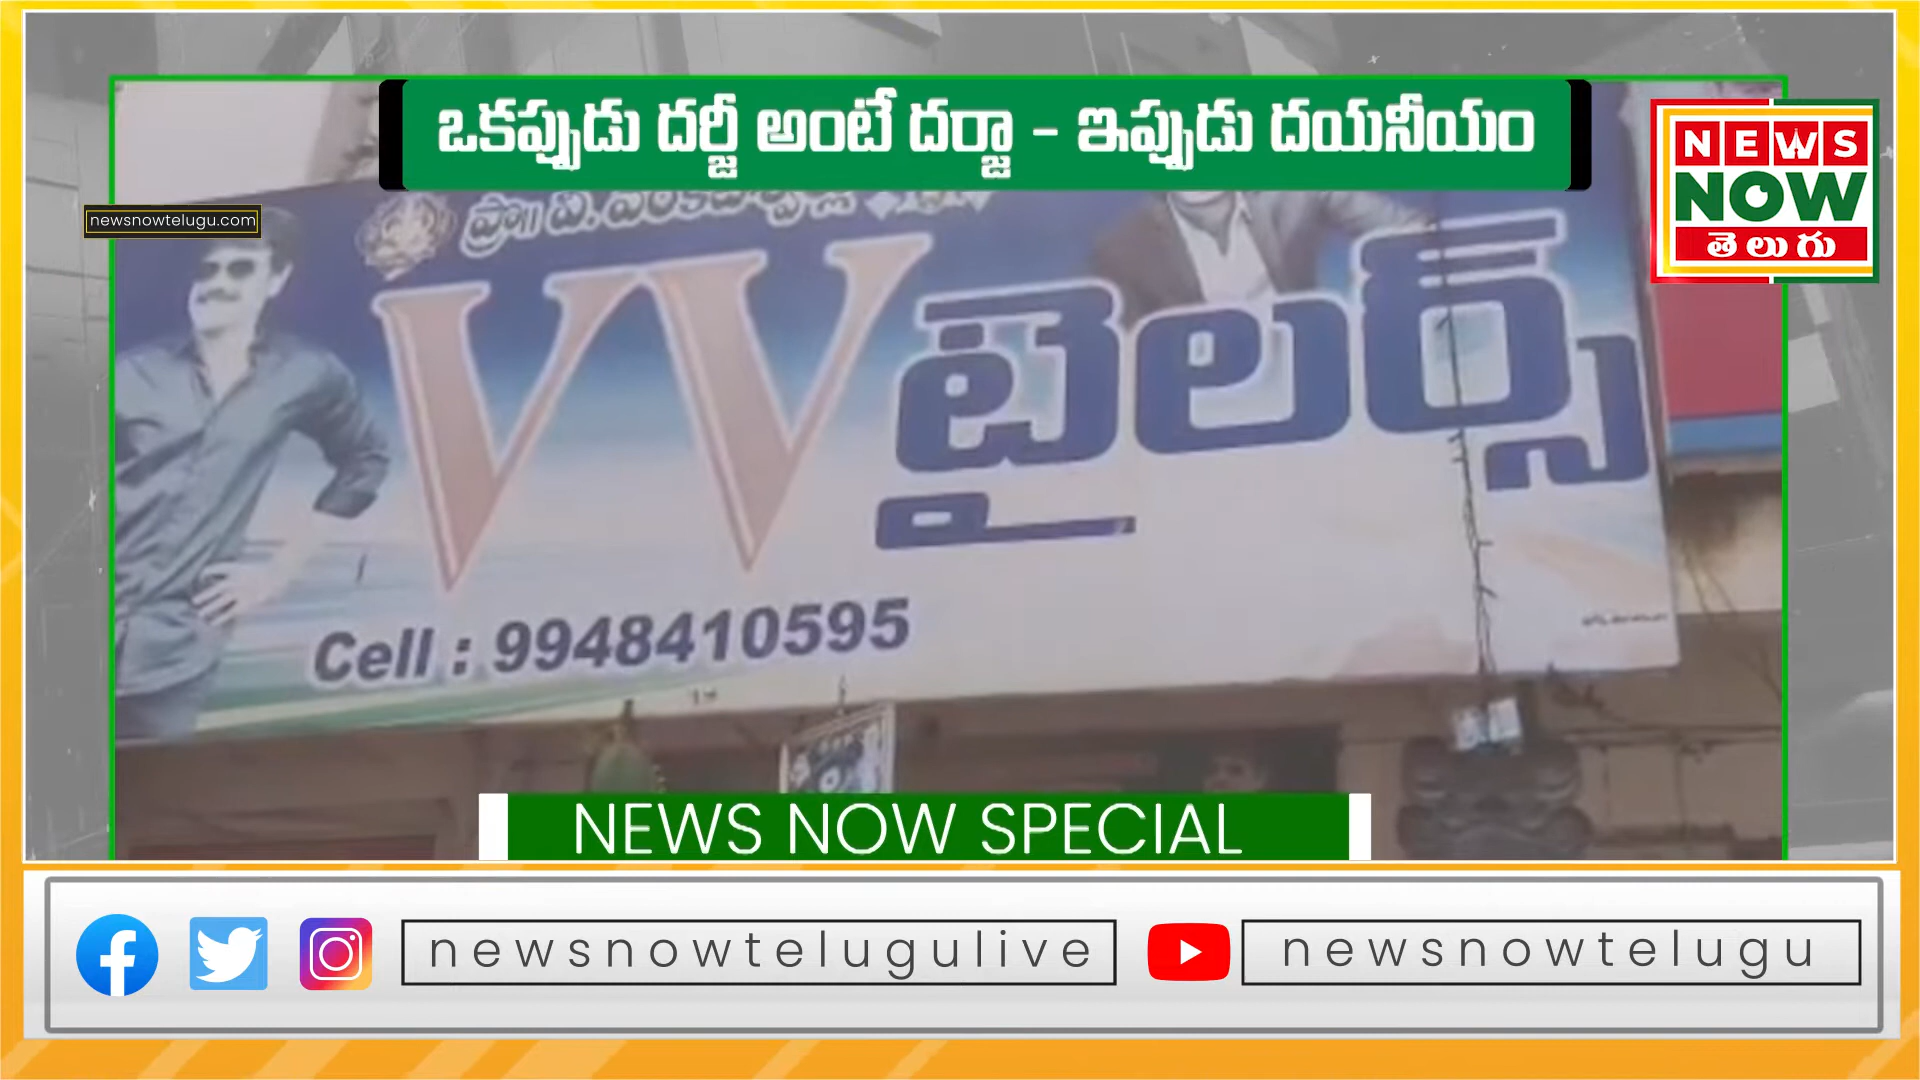 ఒకప్పుడు దర్జీ అంటే దర్జా - ఇప్పుడు దయనీయం
NEWS
NOW
తెలుగు
newsnowtelugu.com
ప్రొ॥ వి.
VV టైలర్స్
Cell : 9948410595
NEWS NOW SPECIAL
newsnowtelugulive
newsnowtelugu